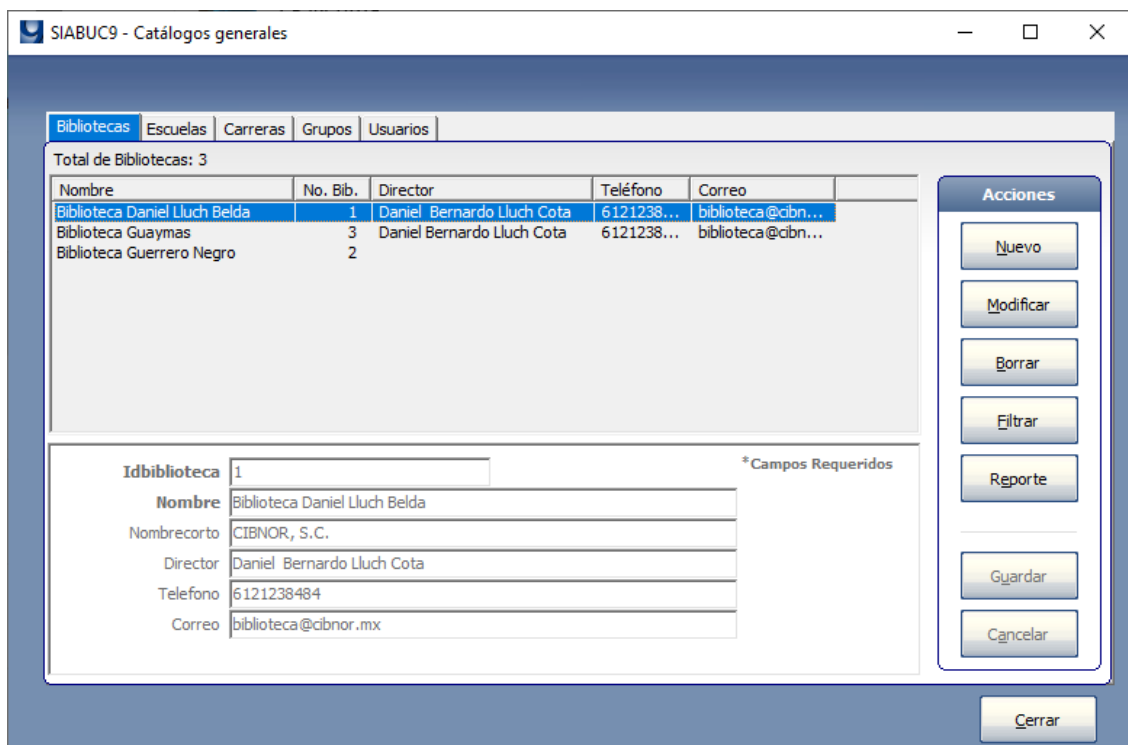 SIABUC9 - Catálogos generales
Bibliotecas Escuelas Carreras Grupos Usuarios
Total de Bibliotecas: 3
Nombre No. Bib. Director Teléfono Correo
Biblioteca Daniel Lluch Belda 1 Daniel  Bernardo Lluch Cota 6121238... biblioteca@cibn...
Biblioteca Guaymas 3 Daniel Bernardo Lluch Cota 6121238... biblioteca@cibn...
Biblioteca Guerrero Negro 2
Acciones
Nuevo
Modificar
Borrar
Filtrar
Reporte
Guardar
Cancelar
*Campos Requeridos
Idbiblioteca 1
Nombre Biblioteca Daniel Lluch Belda
Nombrecorto CIBNOR, S.C.
Director Daniel  Bernardo Lluch Cota
Telefono 6121238484
Correo biblioteca@cibnor.mx
Cerrar